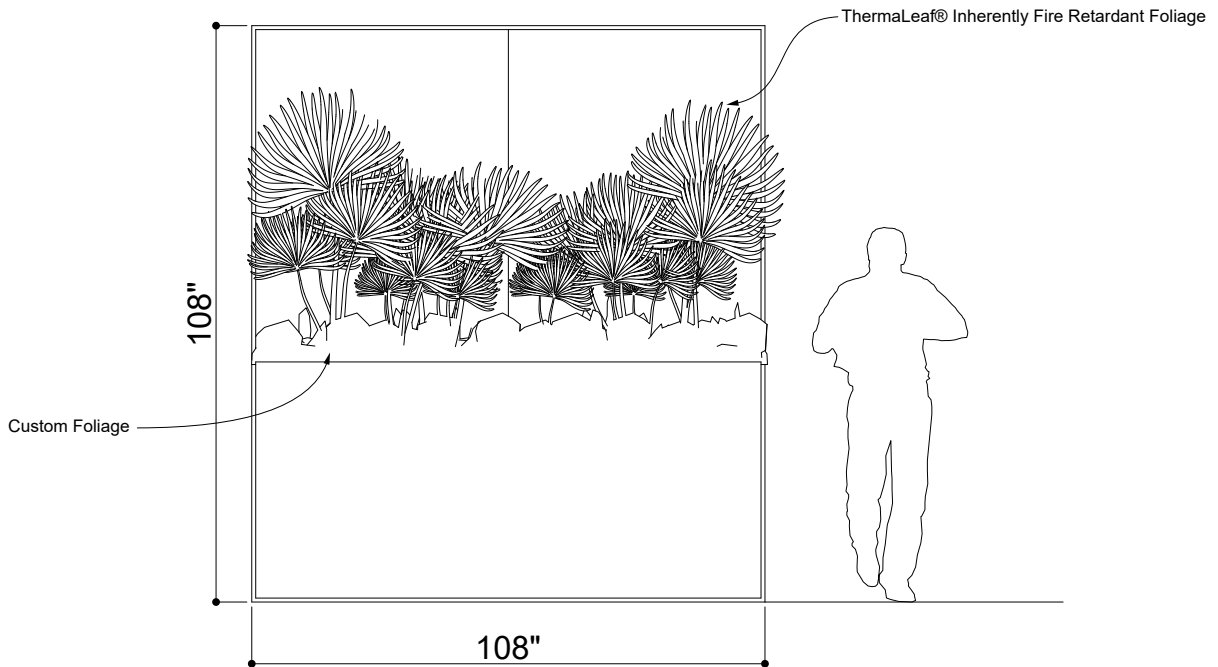 ThermaLeaf® Inherently Fire Retardant Foliage
108"
Custom Foliage
108"